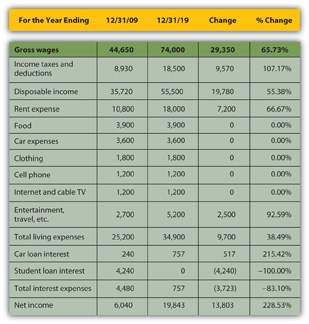 For the Year Ending 12/31/09 12/31/19 Change % Change
Gross wages 44,650 74,000 29,350 65.73%
Income taxes and
deductions 8,930 18,500 9,570 107.17%
Disposable income 35,720 55,500 19,780 55.38%
Rent expense 10,800 18,000 7,200 66.67%
Food 3,900 3,900 0 0.00%
Car expenses 3,600 3,600 0 0.00%
Clothing 1,800 1,800 0 0.00%
Cell phone 1,200 1,200 0 0.00%
Internet and cable TV 1,200 1,200 0 0.00%
Entertainment,
travel, etc. 2,700 5,200 2,500 92.59%
Total living expenses 25,200 34,900 9,700 38.49%
Car loan interest 240 757 517 215.42%
Student loan interest 4,240 0 (4,240) −100.00%
Total interest expenses 4,480 757 (3,723) −83.10%
Net income 6,040 19,843 13,803 228.53%